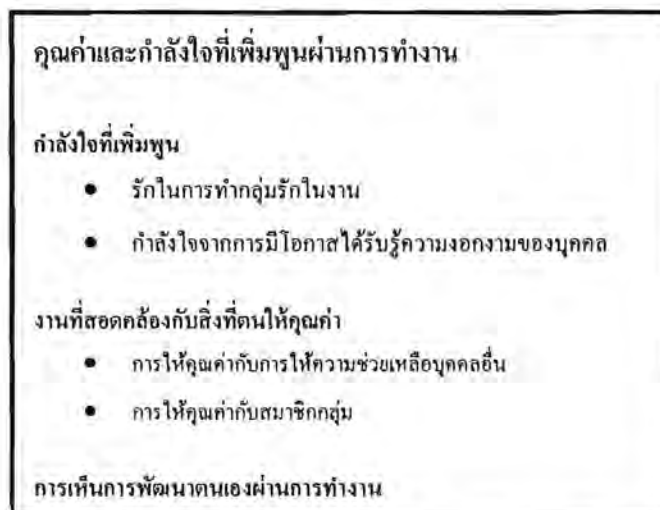 คุณค่าและกำลังใจที่เพิ่มพูนผ่านการทำงาน
กำลังใจที่เพิ่มพูน
● รักในการทำกลุ่มรักในงาน
● กำลังใจจากการมีโอกาสได้รับรู้ความงอกงามของบุคคล
งานที่สอดคล้องกับสิ่งที่ตนให้คุณค่า
● การให้คุณค่ากับการให้ความช่วยเหลือบุคคลอื่น
● การให้คุณค่ากับสมาชิกกลุ่ม
การเห็นการพัฒนาตนเองผ่านการทำงาน